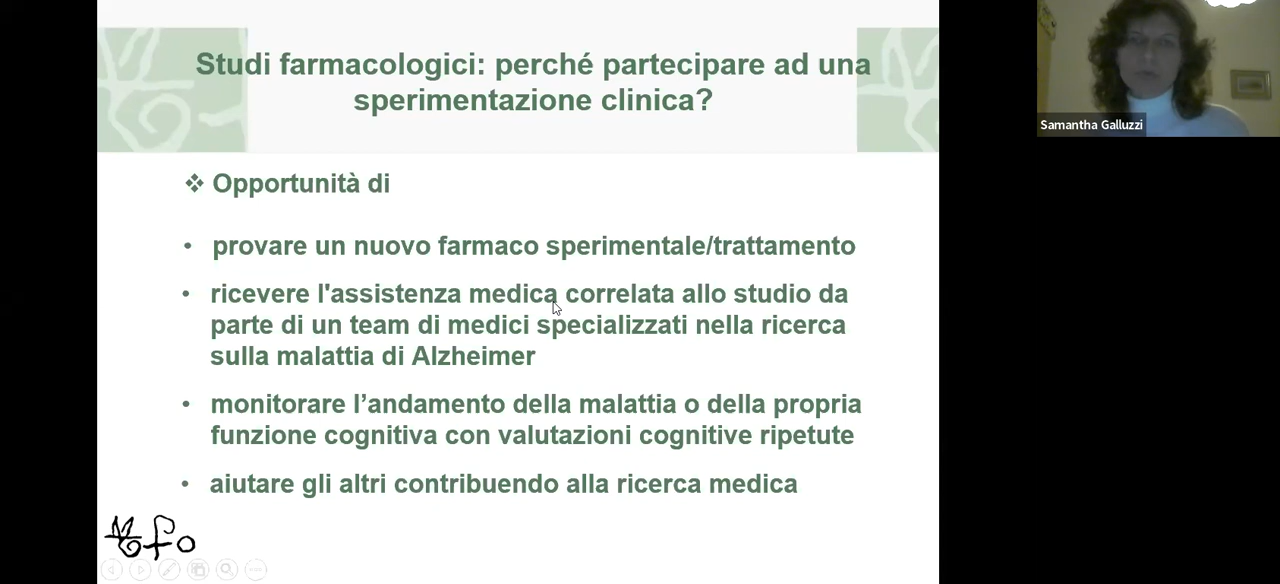 Studi farmacologici: perché partecipare ad una
sperimentazione clinica?
Samantha Galluzzi
❖ Opportunità di
• provare un nuovo farmaco sperimentale/trattamento
• ricevere l'assistenza medica correlata allo studio da
parte di un team di medici specializzati nella ricerca
sulla malattia di Alzheimer
• monitorare l’andamento della malattia o della propria
funzione cognitiva con valutazioni cognitive ripetute
• aiutare gli altri contribuendo alla ricerca medica